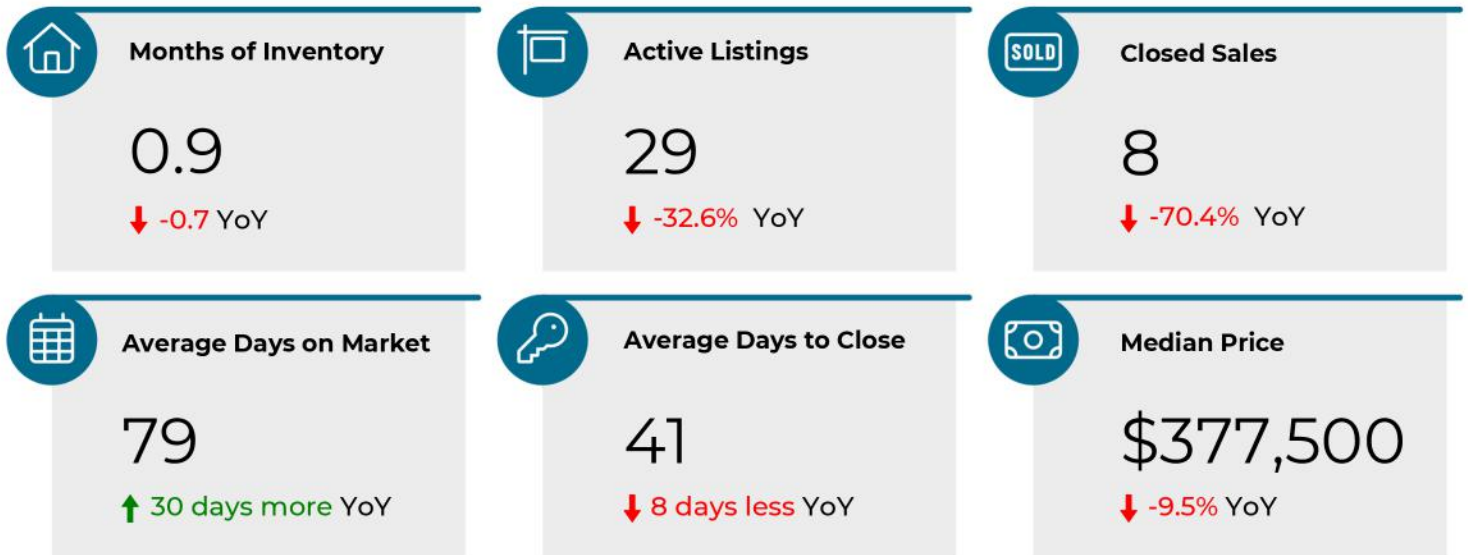 Months of Inventory
0.9
-0.7 YoY
Active Listings
29
-32.6% YoY
SOLD
Closed Sales
8
-70.4% YoY
Average Days on Market
79
30 days more YoY
Average Days to Close
41
8 days less YoY
Median Price
$377,500
-9.5% YoY